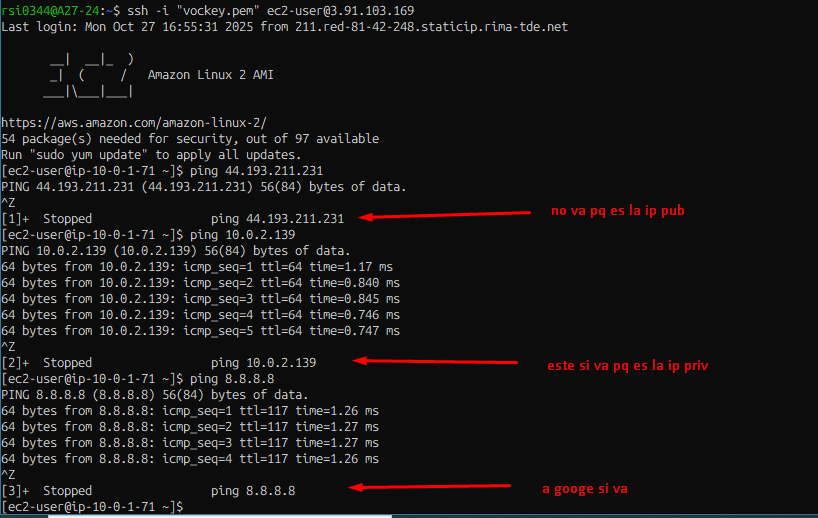 rsi0344@A27-24:~$ ssh -i "vockey.pem" ec2-user@3.91.103.169
Last login: Mon Oct 27 16:55:31 2025 from 211.red-81-42-248.staticip.rima-tde.net
__|  __|_  )
_|  (     /   Amazon Linux 2 AMI
___|\___|___|
https://aws.amazon.com/amazon-linux-2/
54 package(s) needed for security, out of 97 available
Run "sudo yum update" to apply all updates.
[ec2-user@ip-10-0-1-71 ~]$ ping 44.193.211.231
PING 44.193.211.231 (44.193.211.231) 56(84) bytes of data.
^Z
[1]+  Stopped                 ping 44.193.211.231 no va pq es la ip pub
[ec2-user@ip-10-0-1-71 ~]$ ping 10.0.2.139
PING 10.0.2.139 (10.0.2.139) 56(84) bytes of data.
64 bytes from 10.0.2.139: icmp_seq=1 ttl=64 time=1.17 ms
64 bytes from 10.0.2.139: icmp_seq=2 ttl=64 time=0.840 ms
64 bytes from 10.0.2.139: icmp_seq=3 ttl=64 time=0.845 ms
64 bytes from 10.0.2.139: icmp_seq=4 ttl=64 time=0.746 ms
64 bytes from 10.0.2.139: icmp_seq=5 ttl=64 time=0.747 ms
^Z
[2]+  Stopped                 ping 10.0.2.139 este si va pq es la ip priv
[ec2-user@ip-10-0-1-71 ~]$ ping 8.8.8.8
PING 8.8.8.8 (8.8.8.8) 56(84) bytes of data.
64 bytes from 8.8.8.8: icmp_seq=1 ttl=117 time=1.26 ms
64 bytes from 8.8.8.8: icmp_seq=2 ttl=117 time=1.27 ms
64 bytes from 8.8.8.8: icmp_seq=3 ttl=117 time=1.27 ms
64 bytes from 8.8.8.8: icmp_seq=4 ttl=117 time=1.26 ms
^Z
[3]+  Stopped                 ping 8.8.8.8 a googe si va
[ec2-user@ip-10-0-1-71 ~]$